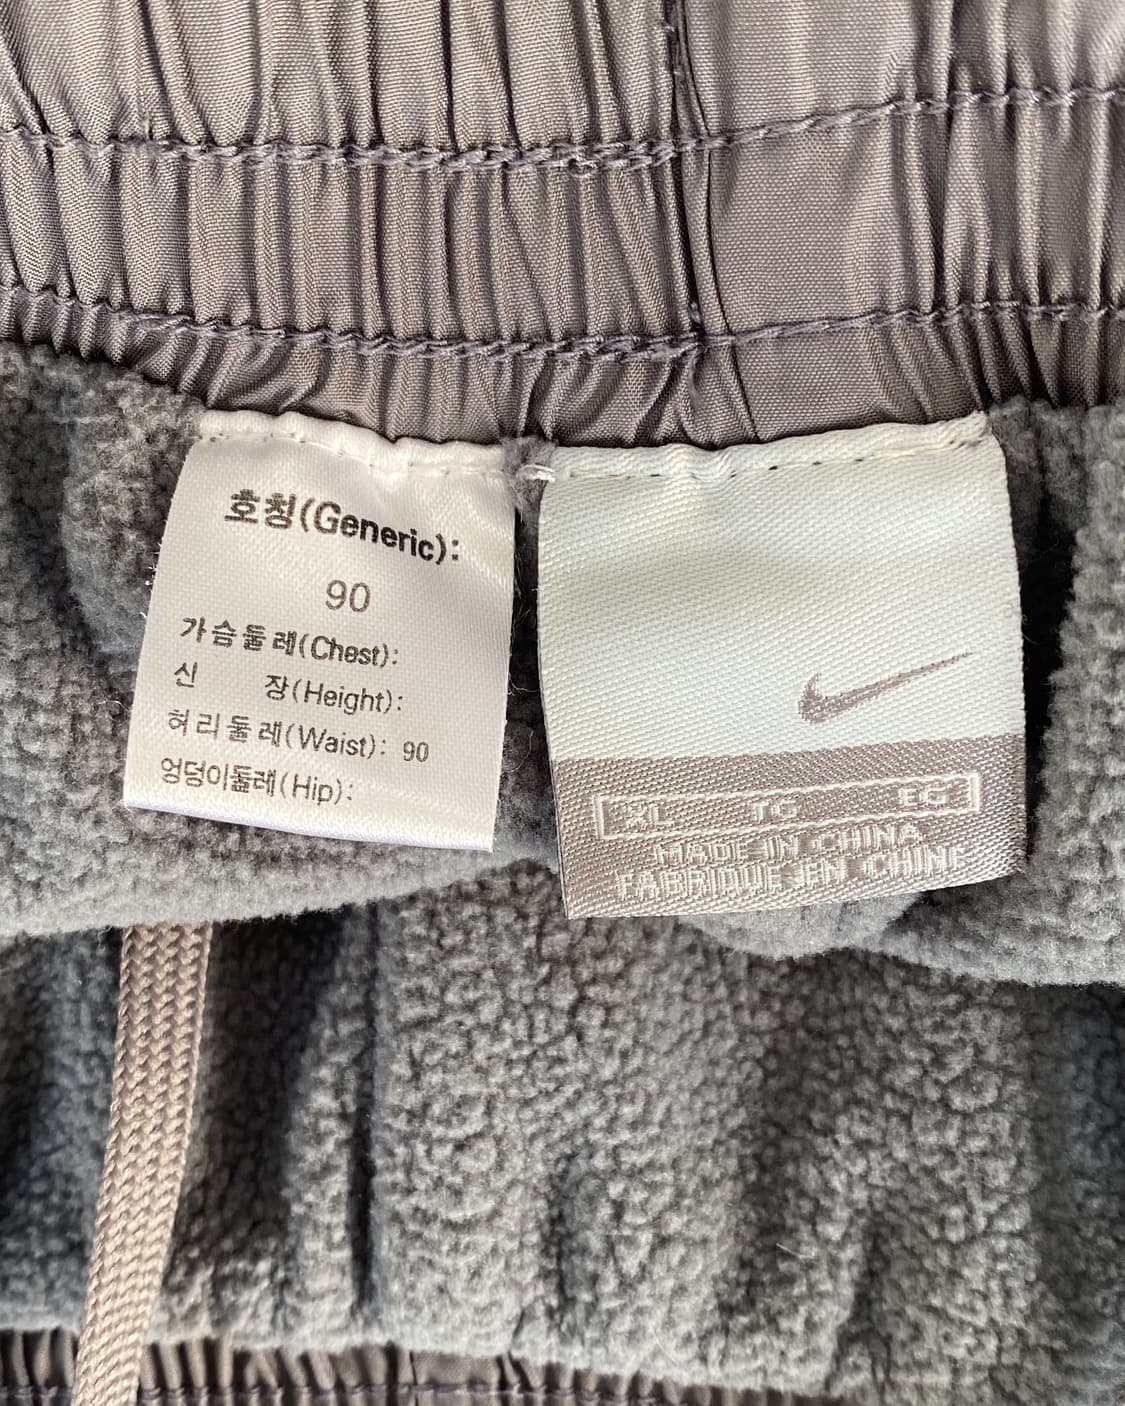 호칭(Generic):
90
가슴둘레(Chest):
신 장(Height):
허리둘레(Waist): 90
엉덩이둘레(Hip):
XL TG EG
MADE IN CHINA
FABRIQUE EN CHINE